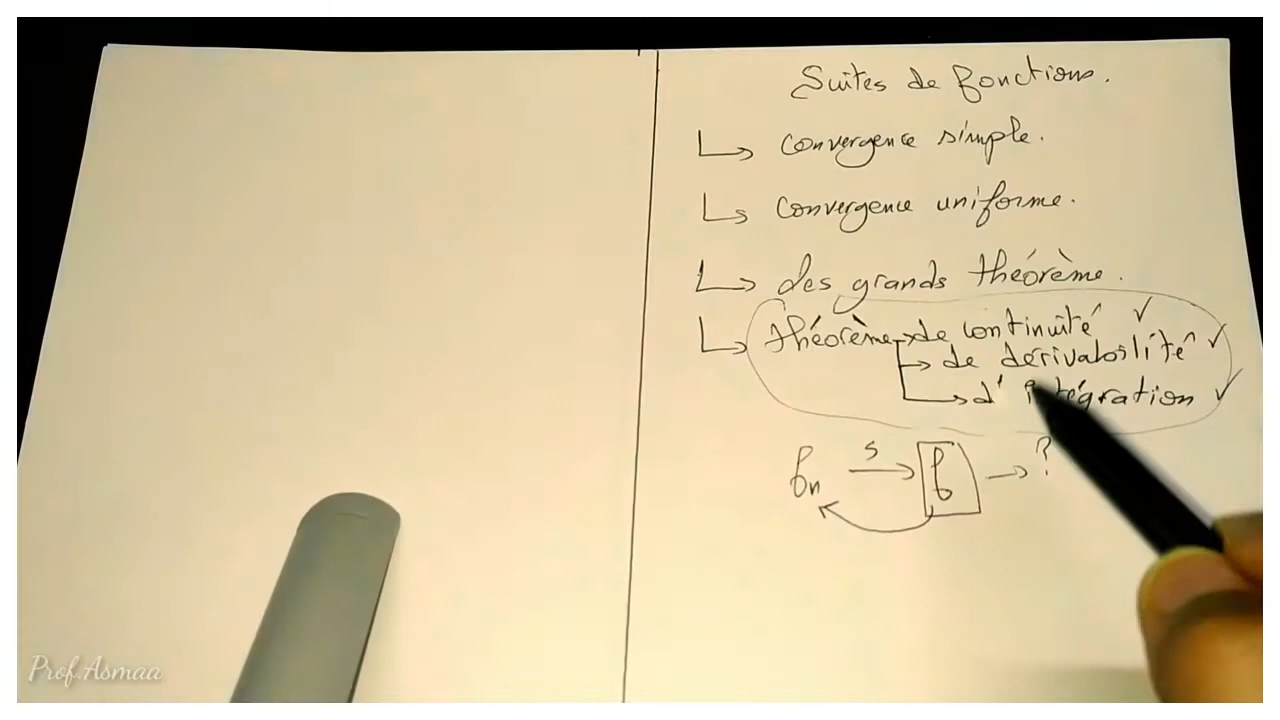 Suites de fonctions.
↳ convergence simple.
↳ convergence uniforme.
↳ des grands théorème.
↳ théorème → de continuité ✓
→ de dérivabilité ✓
→ d'intégration ✓
fn —s→ f → ?
Prof.Asmaa